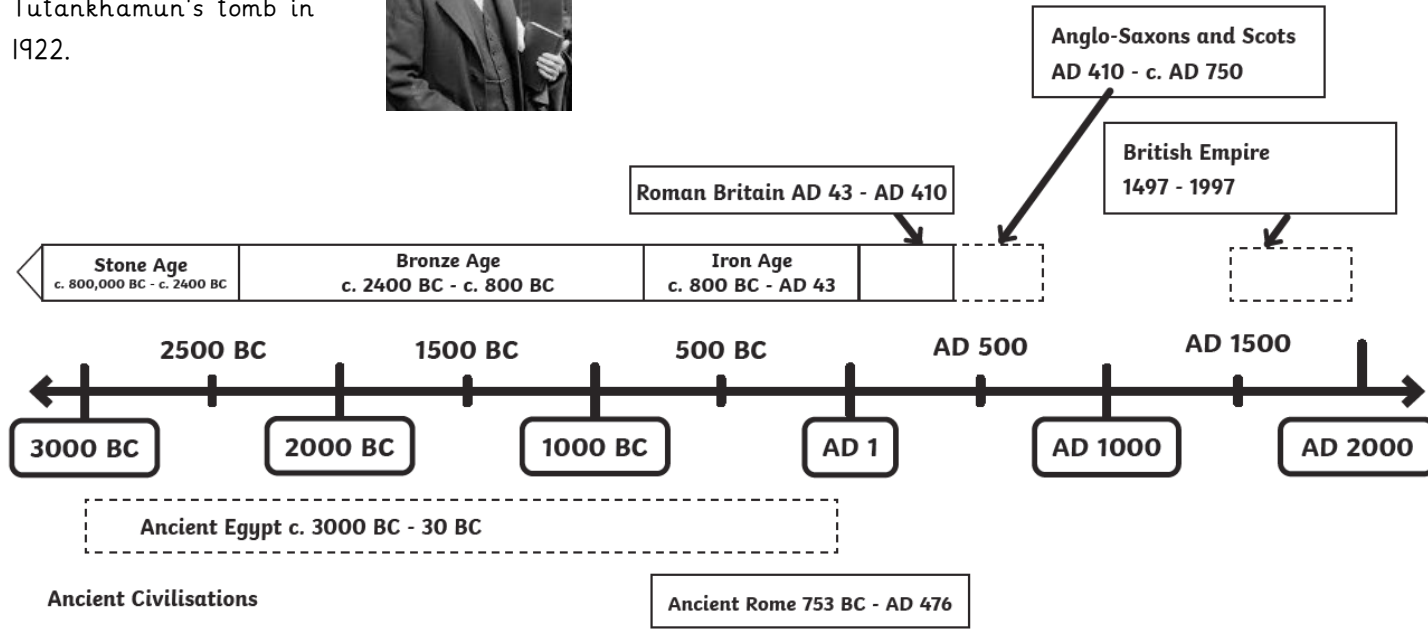 Tutankhamun's tomb in
1922.
Anglo-Saxons and Scots
AD 410 - c. AD 750
British Empire
1497 - 1997
Roman Britain AD 43 - AD 410
Stone Age
c. 800,000 BC - c. 2400 BC
Bronze Age
c. 2400 BC - c. 800 BC
Iron Age
c. 800 BC - AD 43
2500 BC
1500 BC
500 BC
AD 500
AD 1500
3000 BC
2000 BC
1000 BC
AD 1
AD 1000
AD 2000
Ancient Egypt c. 3000 BC - 30 BC
Ancient Civilisations
Ancient Rome 753 BC - AD 476